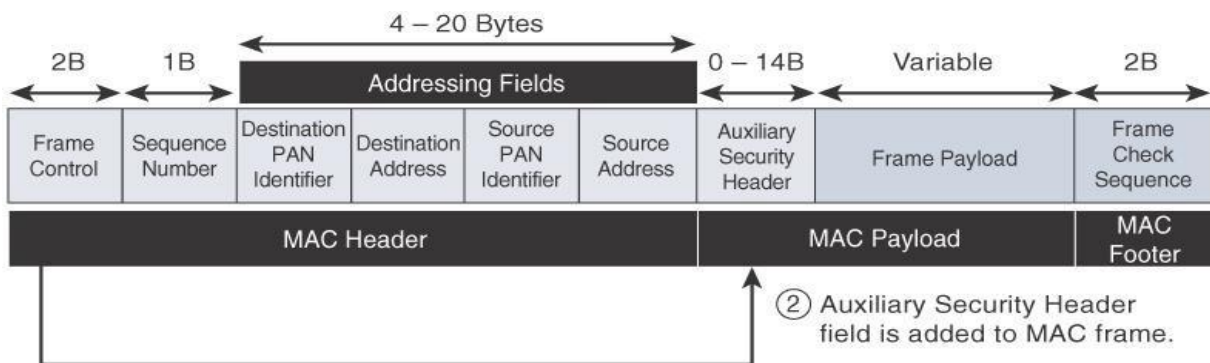 4 – 20 Bytes
2B
1B
Addressing Fields
0 – 14B
Variable
2B
Frame
Control
Sequence
Number
Destination
PAN
Identifier
Destination
Address
Source
PAN
Identifier
Source
Address
Auxiliary
Security
Header
Frame Payload
Frame
Check
Sequence
MAC Header
MAC Payload
MAC
Footer
② Auxiliary Security Header
field is added to MAC frame.